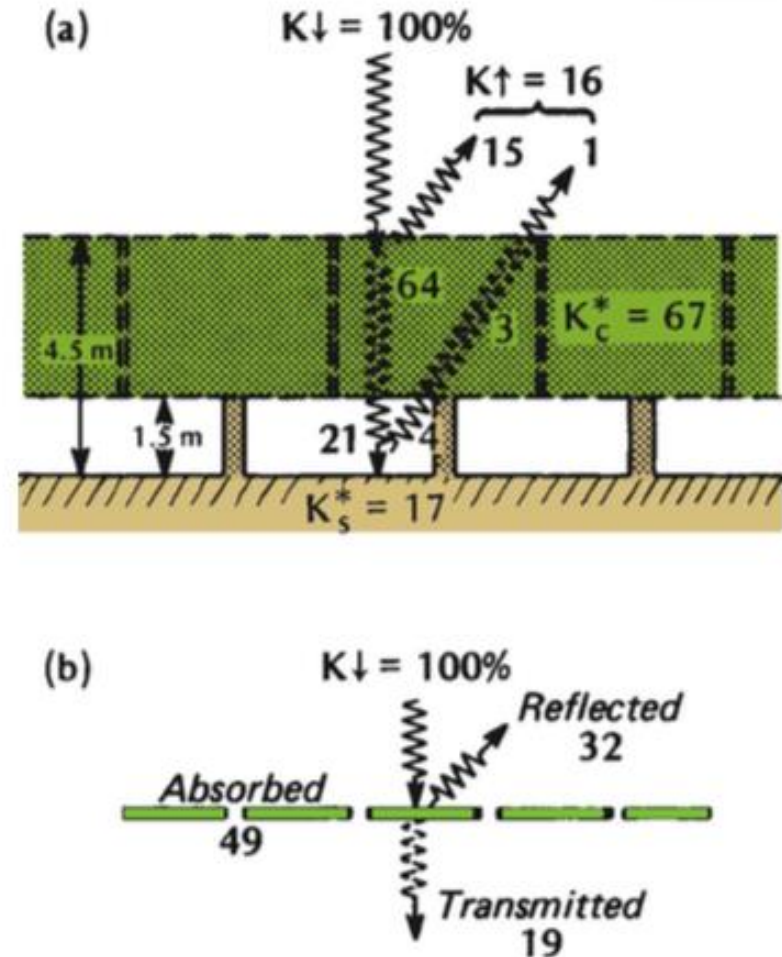 (a)
K↓ = 100%
K↑ = 16
15 1
64
3
K*c = 67
4.5 m
1.5 m
21
4
K*s = 17
(b)
K↓ = 100%
Reflected
32
Absorbed
49
Transmitted
19